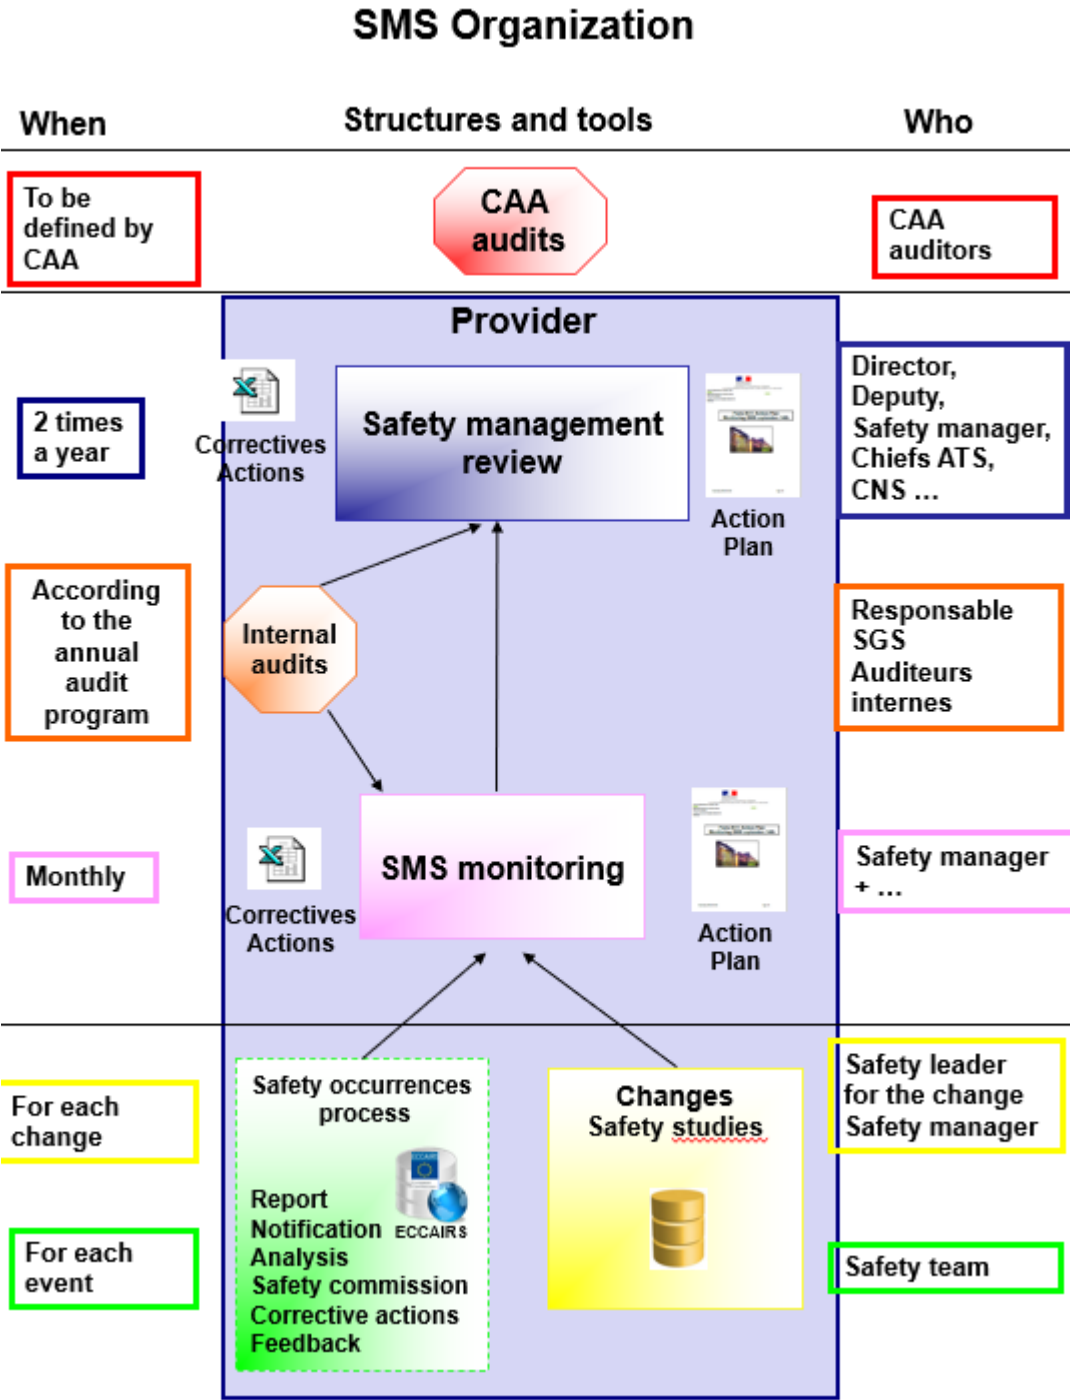 SMS Organization
When
Structures and tools
Who
To be
defined by
CAA
CAA
audits
CAA
auditors
Provider
2 times
a year
Correctives
Actions
Safety management
review
Action
Plan
Director,
Deputy,
Safety manager,
Chiefs ATS,
CNS ...
According
to the
annual
audit
program
Internal
audits
Responsable
SGS
Auditeurs
internes
Monthly
Correctives
Actions
SMS monitoring
Action
Plan
Safety manager
+ ...
For each
change
Safety occurrences
process
Changes
Safety studies
Safety leader
for the change
Safety manager
For each
event
ECCAIRS
Report
Notification
ECCAIRS
Analysis
Safety commission
Corrective actions
Feedback
Safety team